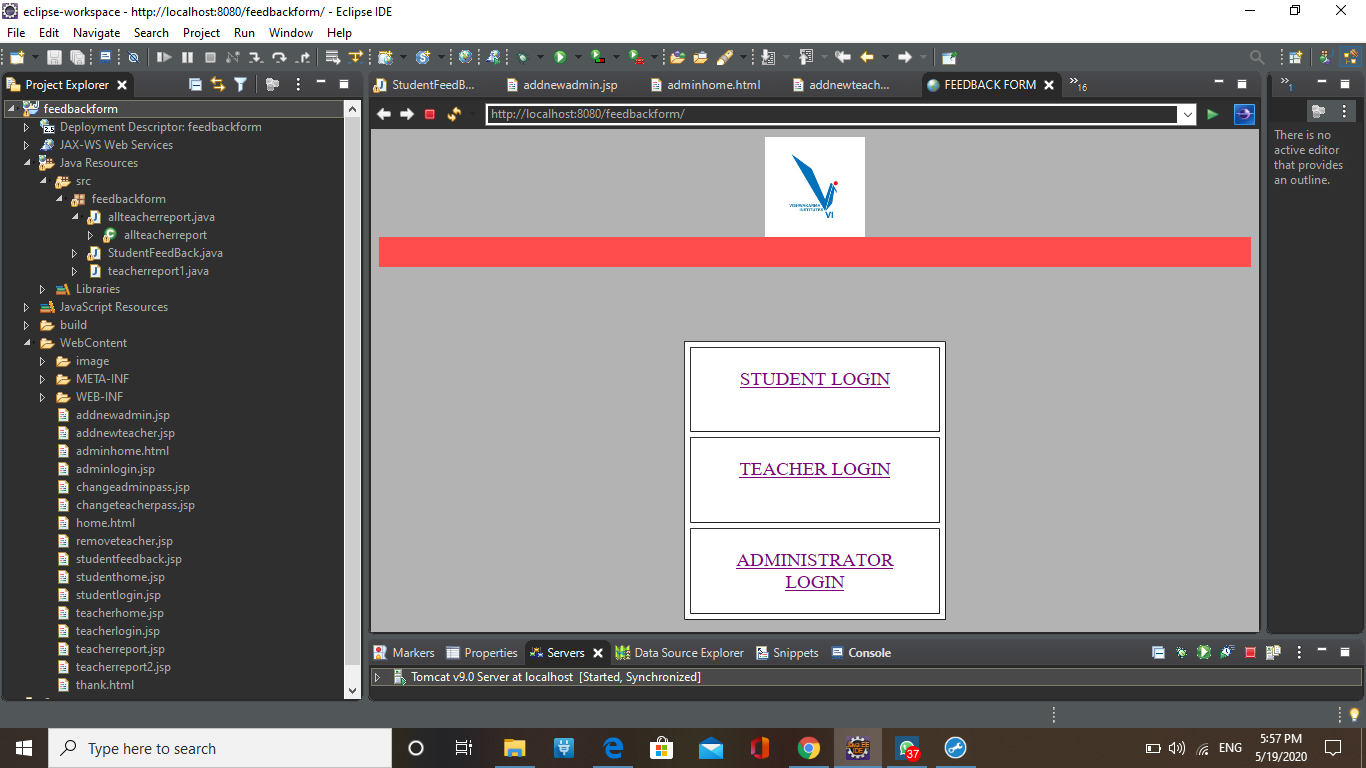 eclipse-workspace - http://localhost:8080/feedbackform/ - Eclipse IDE
File Edit Navigate Search Project Run Window Help
Project Explorer
StudentFeedB...
addnewadmin.jsp
adminhome.html
addnewteach...
FEEDBACK FORM
»16
»1
feedbackform
Deployment Descriptor: feedbackform
JAX-WS Web Services
Java Resources
src
feedbackform
allteacherreport.java
allteacherreport
StudentFeedBack.java
teacherreport1.java
Libraries
JavaScript Resources
build
WebContent
image
META-INF
WEB-INF
addnewadmin.jsp
addnewteacher.jsp
adminhome.html
adminlogin.jsp
changeadminpass.jsp
changeteacherpass.jsp
home.html
removeteacher.jsp
studentfeedback.jsp
studenthome.jsp
studentlogin.jsp
teacherhome.jsp
teacherlogin.jsp
teacherreport.jsp
teacherreport2.jsp
thank.html
http://localhost:8080/feedbackform/
VISHWAKARMA
INSTITUTES
VI
STUDENT LOGIN
TEACHER LOGIN
ADMINISTRATOR
LOGIN
There is no
active editor
that provides
an outline.
Markers Properties Servers Data Source Explorer Snippets Console
Tomcat v9.0 Server at localhost [Started, Synchronized]
Type here to search
37
ENG
5:57 PM
5/19/2020